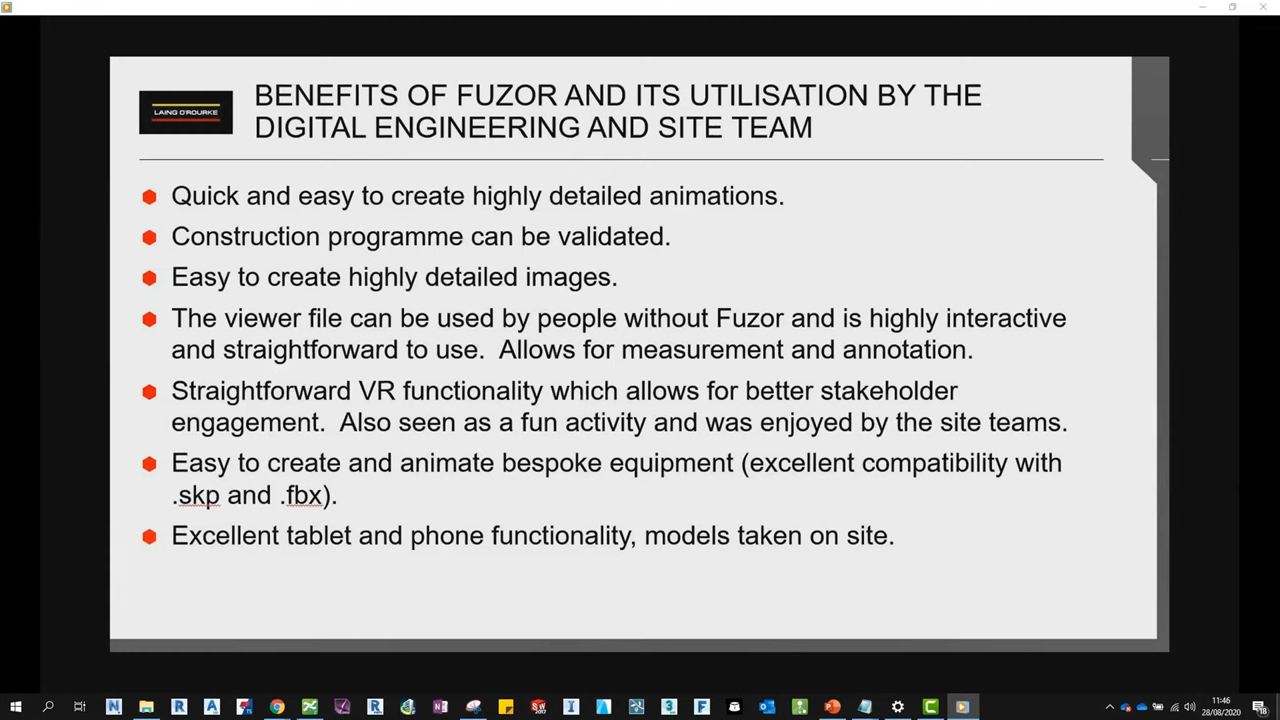 LAING O'ROURKE
BENEFITS OF FUZOR AND ITS UTILISATION BY THE
DIGITAL ENGINEERING AND SITE TEAM
Quick and easy to create highly detailed animations.
Construction programme can be validated.
Easy to create highly detailed images.
The viewer file can be used by people without Fuzor and is highly interactive
and straightforward to use. Allows for measurement and annotation.
Straightforward VR functionality which allows for better stakeholder
engagement. Also seen as a fun activity and was enjoyed by the site teams.
Easy to create and animate bespoke equipment (excellent compatibility with
.skp and .fbx).
Excellent tablet and phone functionality, models taken on site.
11:46
28/08/2020